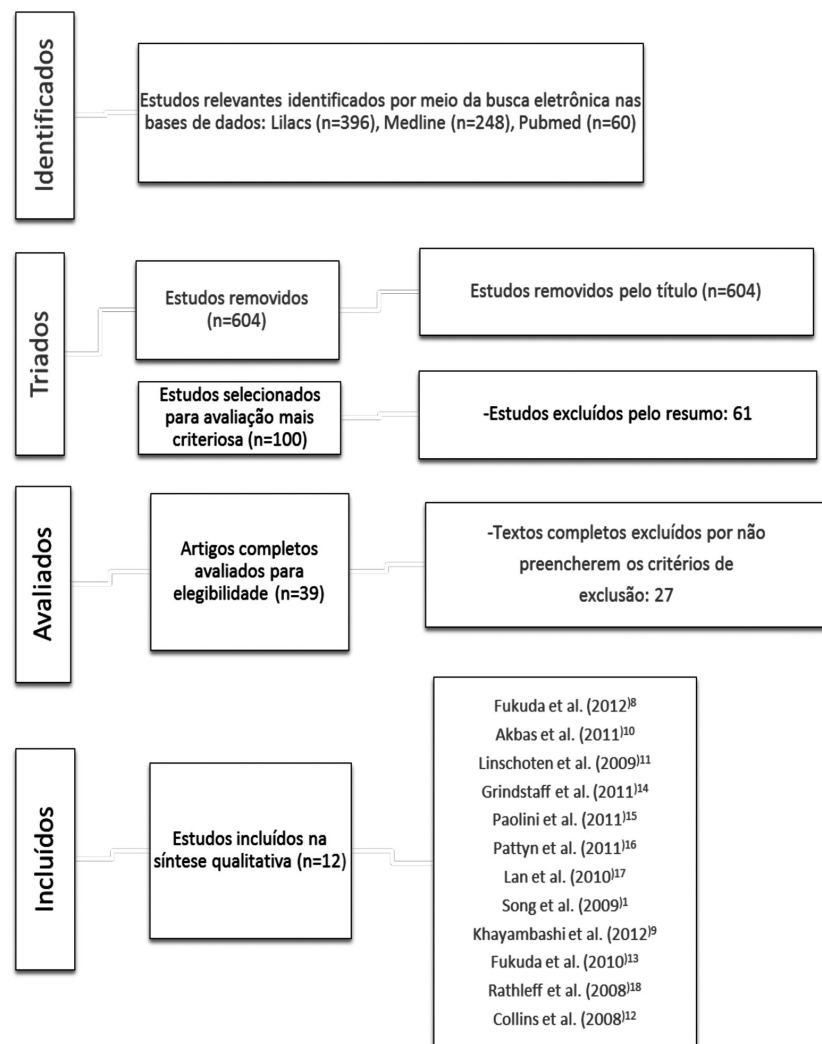 Identificados
Estudos relevantes identificados por meio da busca eletrônica nas
bases de dados: Lilacs (n=396), Medline (n=248), Pubmed (n=60)
Triados
Estudos removidos
(n=604)
Estudos removidos pelo título (n=604)
Estudos selecionados
para avaliação mais
criteriosa (n=100)
-Estudos excluídos pelo resumo: 61
Avaliados
Artigos completos
avaliados para
elegibilidade (n=39)
-Textos completos excluídos por não
preencherem os critérios de
exclusão: 27
Incluídos
Estudos incluídos na
síntese qualitativa (n=12)
Fukuda et al. (2012)⁸
Akbas et al. (2011)¹⁰
Linschoten et al. (2009)¹¹
Grindstaff et al. (2011)¹⁴
Paolini et al. (2011)¹⁵
Pattyn et al. (2011)¹⁶
Lan et al. (2010)¹⁷
Song et al. (2009)¹
Khayambashi et al. (2012)⁹
Fukuda et al. (2010)¹³
Rathleff et al. (2008)¹⁸
Collins et al. (2008)¹²